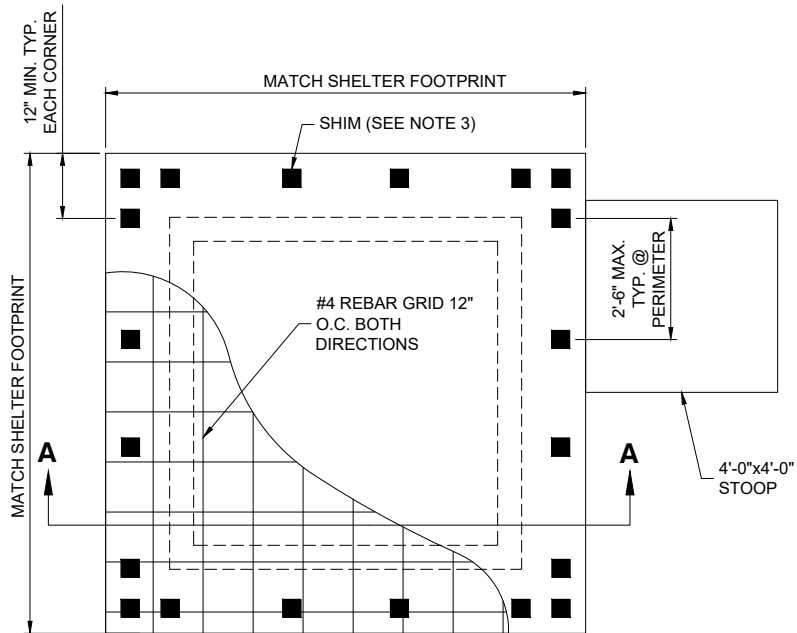 12" MIN. TYP.
EACH CORNER
MATCH SHELTER FOOTPRINT
SHIM (SEE NOTE 3)
MATCH SHELTER FOOTPRINT
#4 REBAR GRID 12"
O.C. BOTH
DIRECTIONS
2'-6" MAX.
TYP. @
PERIMETER
A
A
4'-0"x4'-0"
STOOP